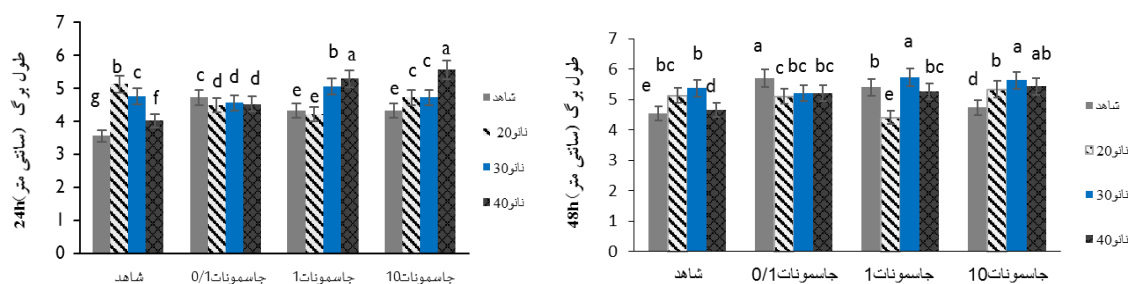 طول برگ (سانتی متر)24h
7
6
5
4
3
2
1
0
g b c f
c d d d
e e b a
e c c a
شاهد
جاسمونات0/1
جاسمونات1
جاسمونات10
شاهد
نانو20
نانو30
نانو40
طول برگ (سانتی متر)48h
7
6
5
4
3
2
1
0
e bc b d
a c bc bc
b e a bc
d b a ab
شاهد
جاسمونات0/1
جاسمونات1
جاسمونات10
شاهد
نانو20
نانو30
نانو40